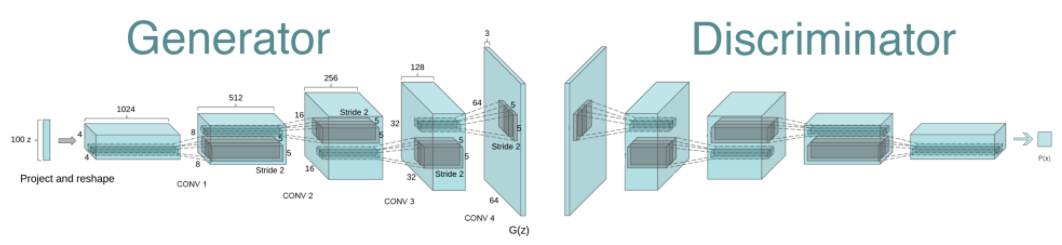 Generator
Discriminator
100 z
Project and reshape
1024
4
4
512
8
8
5
5
Stride 2
CONV 1
256
16
16
Stride 2
5
5
CONV 2
128
32
32
5
5
Stride 2
CONV 3
3
64
64
5
5
Stride 2
CONV 4
G(z)
P(x)